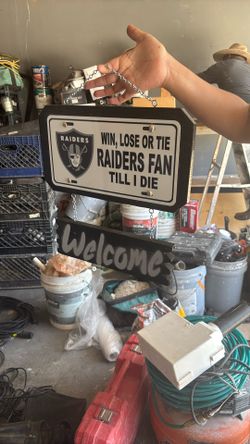 RAIDERS
WIN, LOSE OR TIE
RAIDERS FAN
TILL I DIE
Welcome